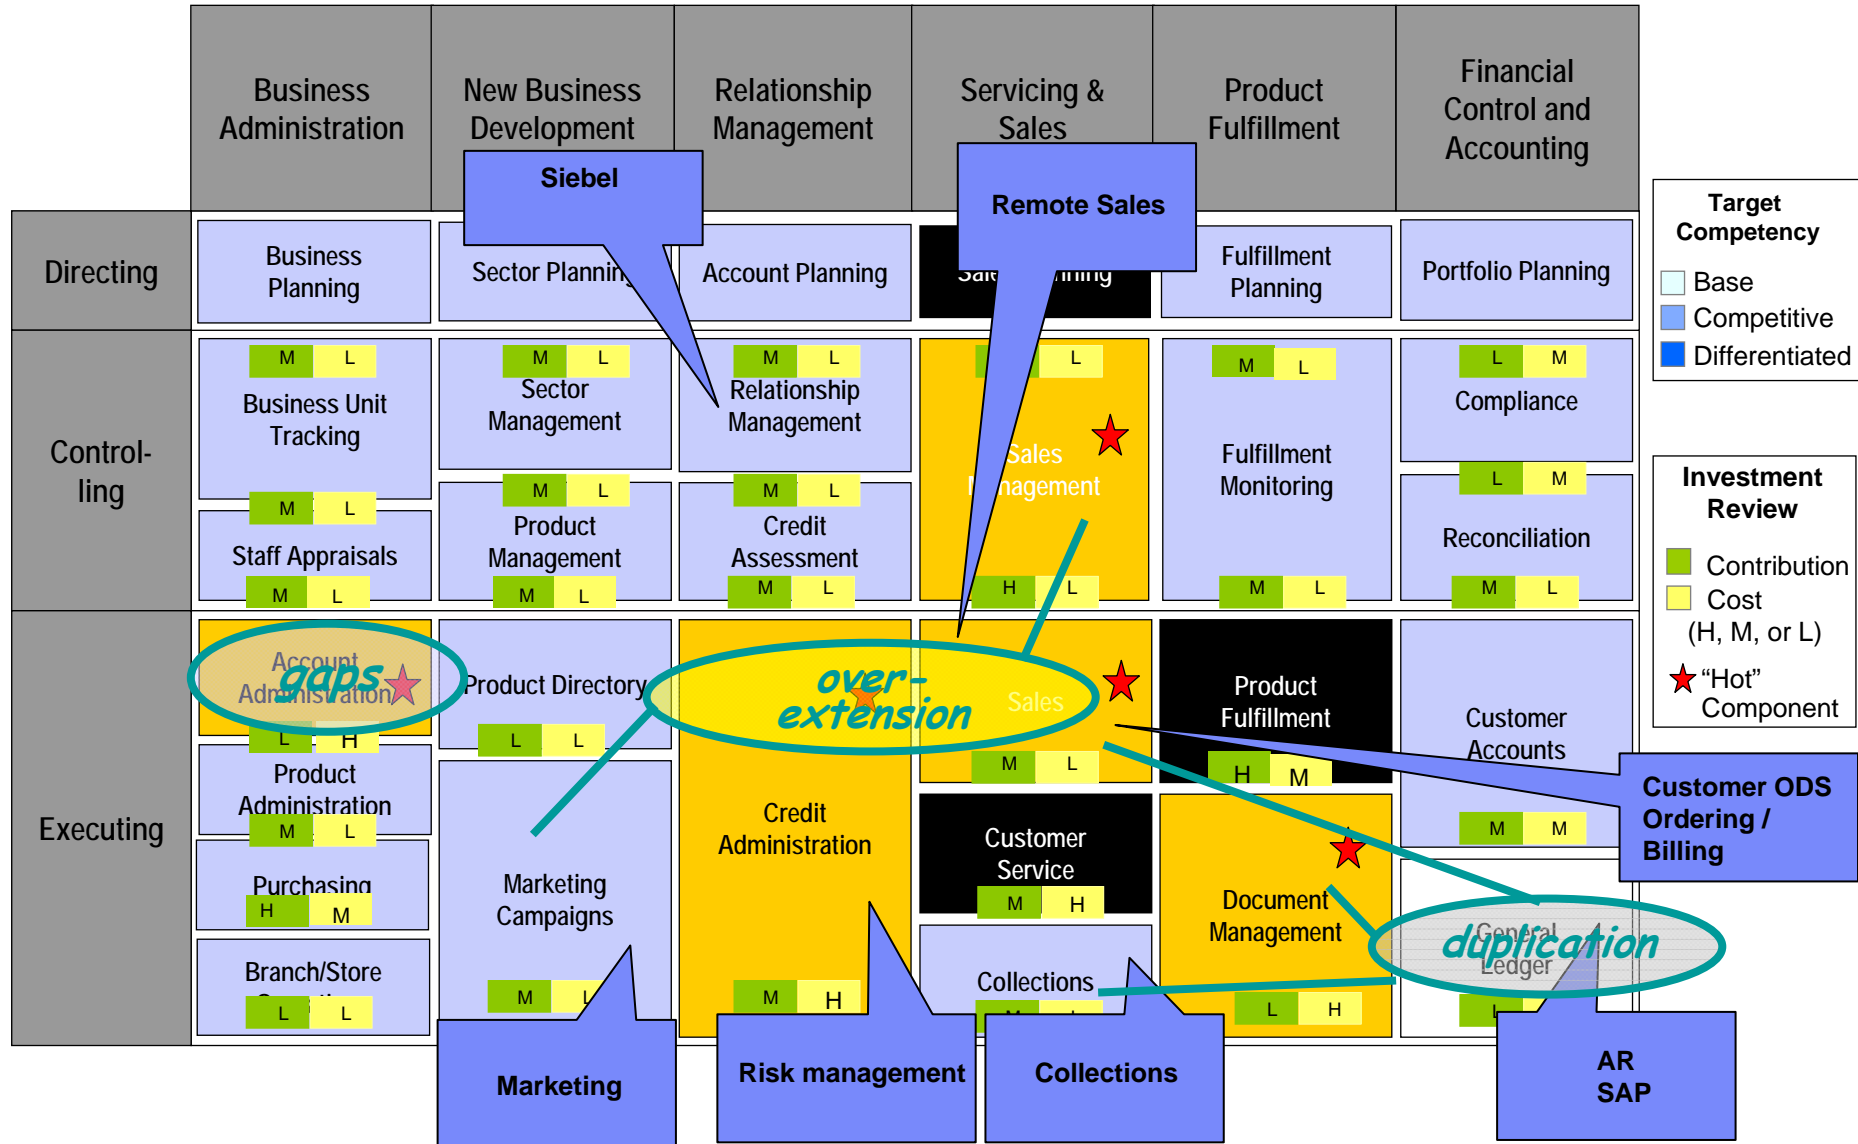 Business
Administration
New Business
Development
Relationship
Management
Servicing &
Sales
Product
Fulfillment
Financial
Control and
Accounting
Siebel
Remote Sales
Target
Competency
Base
Competitive
Differentiated
Investment
Review
Contribution
Cost
(H, M, or L)
“Hot”
Component
Directing
Business
Planning
Sector Planning
Account Planning
Sales Planning
Fulfillment
Planning
Portfolio Planning
Control-
ling
M L
Business Unit
Tracking
M L
Staff Appraisals
M L
M L
Sector
Management
M L
Product
Management
M L
M L
Relationship
Management
M L
Credit
Assessment
M L
L
Sales
Management
H L
M L
Fulfillment
Monitoring
M L
L M
Compliance
L M
Reconciliation
M L
Executing
Account
Administration
gaps
L H
Product
Administration
M L
Purchasing
H M
Branch/Store
L L
Product Directory
L L
Marketing
Campaigns
M L
over-
extension
Credit
Administration
M H
Sales
M L
Customer
Service
M H
Collections
Product
Fulfillment
H M
Document
Management
L H
Customer
Accounts
M M
General
Ledger
duplication
L
Customer ODS
Ordering /
Billing
Marketing
Risk management
Collections
AR
SAP